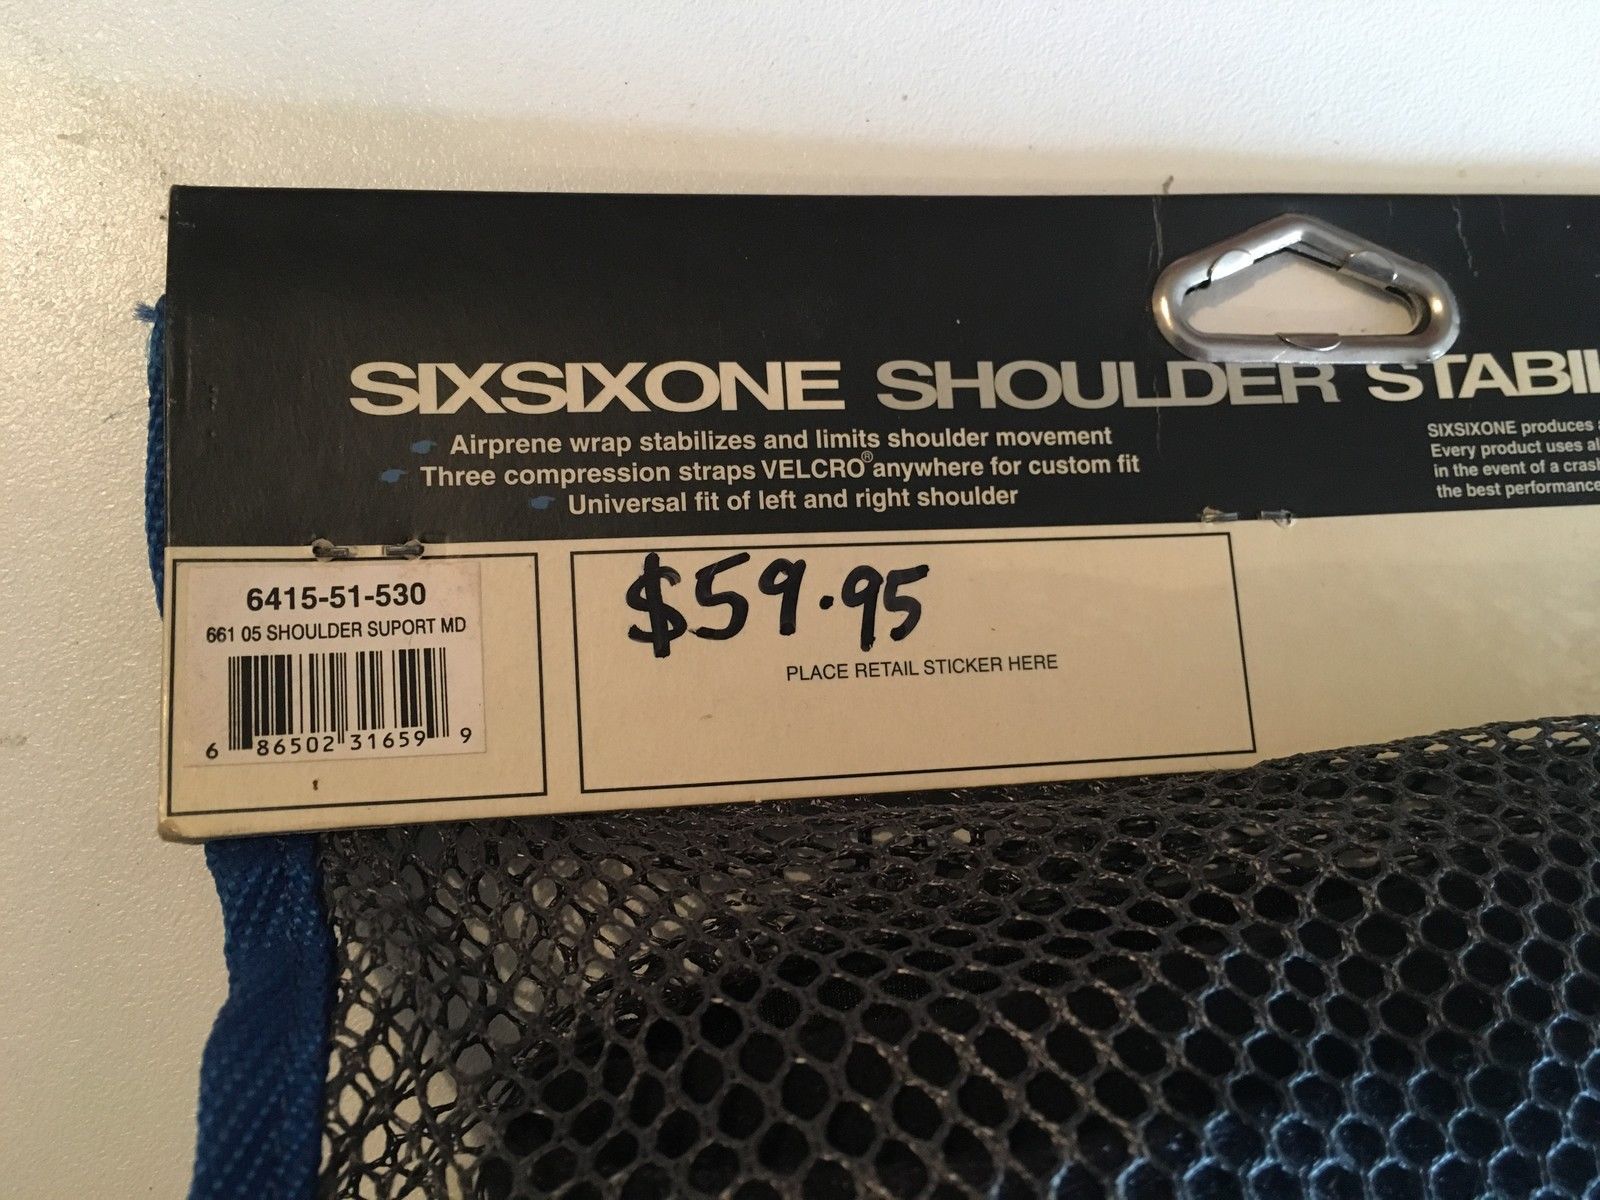 SIXSIXONE SHOULDER STABIL
Airprene wrap stabilizes and limits shoulder movement
Three compression straps VELCRO® anywhere for custom fit
Universal fit of left and right shoulder
SIXSIXONE produces
Every product uses
in the event of a
the best performance
6415-51-530
661 05 SHOULDER SUPORT MD
6 86502 31659 9
$59.95
PLACE RETAIL STICKER HERE